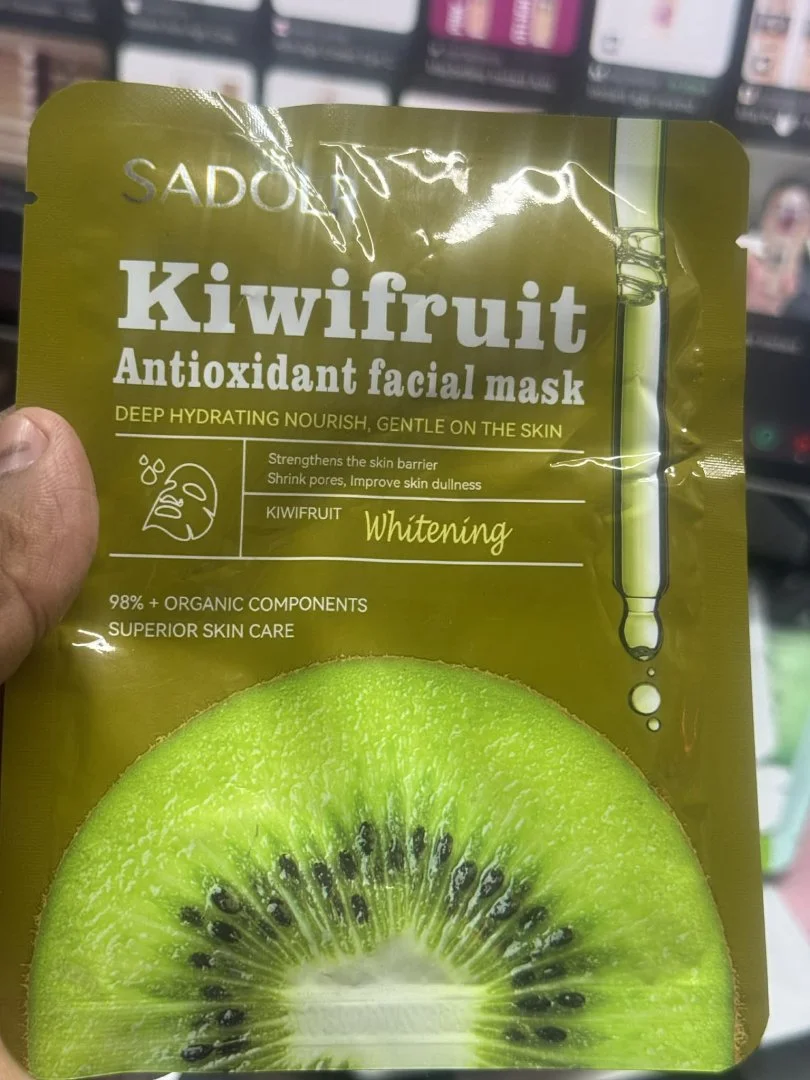 Kiwifruit
Antioxidant facial mask
DEEP HYDRATING NOURISH, GENTLE ON THE SKIN
Strengthens the skin barrier
Shrink pores, Improve skin dullness
KIWIFRUIT Whitening
98% + ORGANIC COMPONENTS
SUPERIOR SKIN CARE